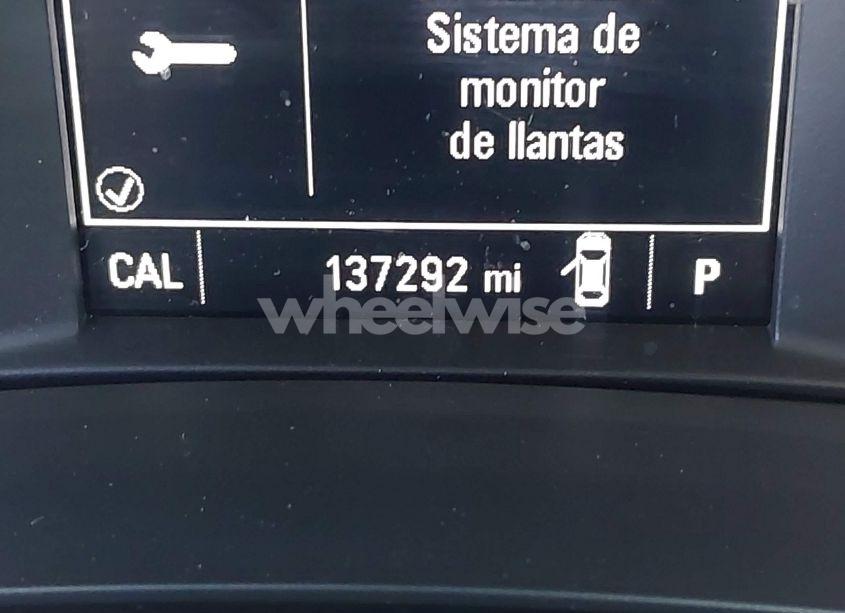 Sistema de
monitor
de llantas
CAL 137292 mi P
wheelwise